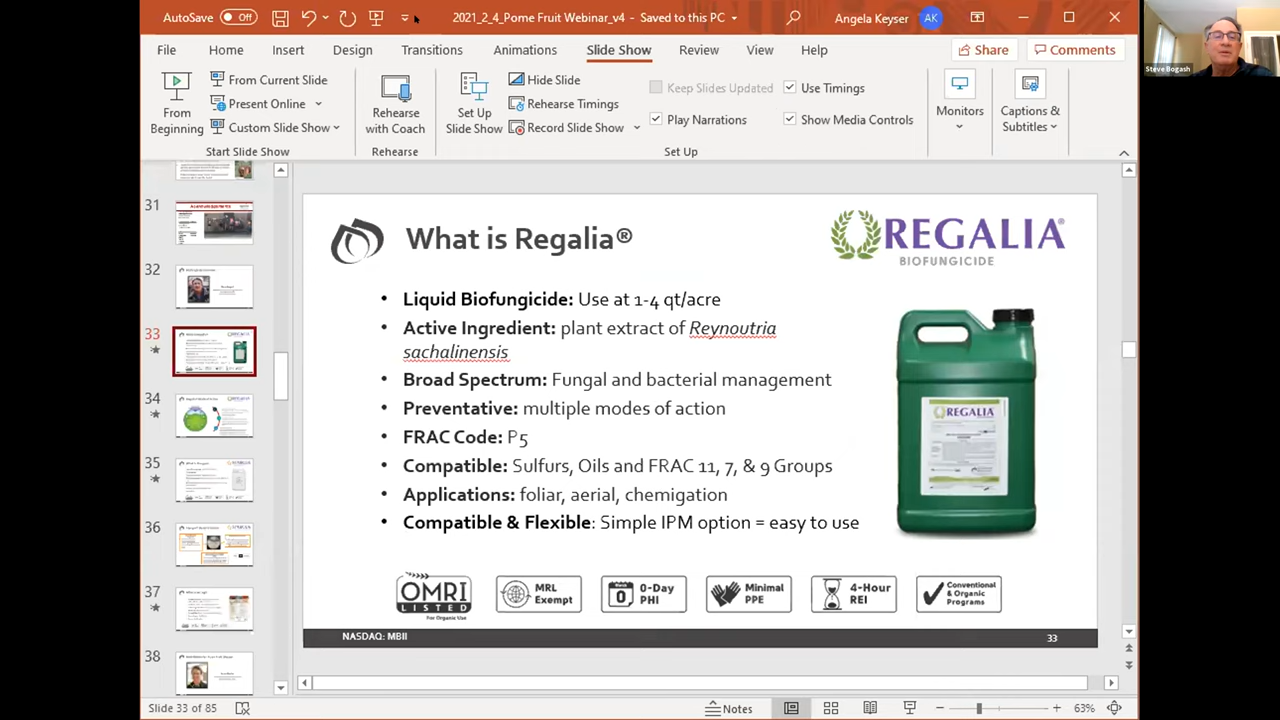 AutoSave Off
2021_2_4_Pome Fruit Webinar_v4 - Saved to this PC
Angela Keyser AK
Steve Bogash
File Home Insert Design Transitions Animations Slide Show Review View Help Share Comments
From Beginning
From Current Slide
Present Online
Custom Slide Show
Start Slide Show
Rehearse with Coach
Rehearse
Set Up Slide Show
Hide Slide
Rehearse Timings
Record Slide Show
Keep Slides Updated
Play Narrations
Use Timings
Show Media Controls
Set Up
Monitors
Captions & Subtitles
31
32
33
34
35
36
37
38
What is Regalia®
REGALIA®
BIOFUNGICIDE
• Liquid Biofungicide: Use at 1-4 qt/acre
• Active Ingredient: plant extract of Reynoutria
sachalinensis
• Broad Spectrum: Fungal and bacterial management
• Preventative: multiple modes of action
• FRAC Code: P5
• Compatible: Sulfurs, Oils and FRAC 11, 7, & 9 Groups
• Applications: foliar, aerial, chemigation
• Compatible & Flexible: Simple IPM option = easy to use
REGALIA
OMRI
LISTED
For Organic Use
MRL
Exempt
0
0-Day
PHI
Minimal
PPE
4-Hour
REI
Conventional
& Organic
Programs
NASDAQ: MBII
33
Slide 33 of 85
Notes
63%